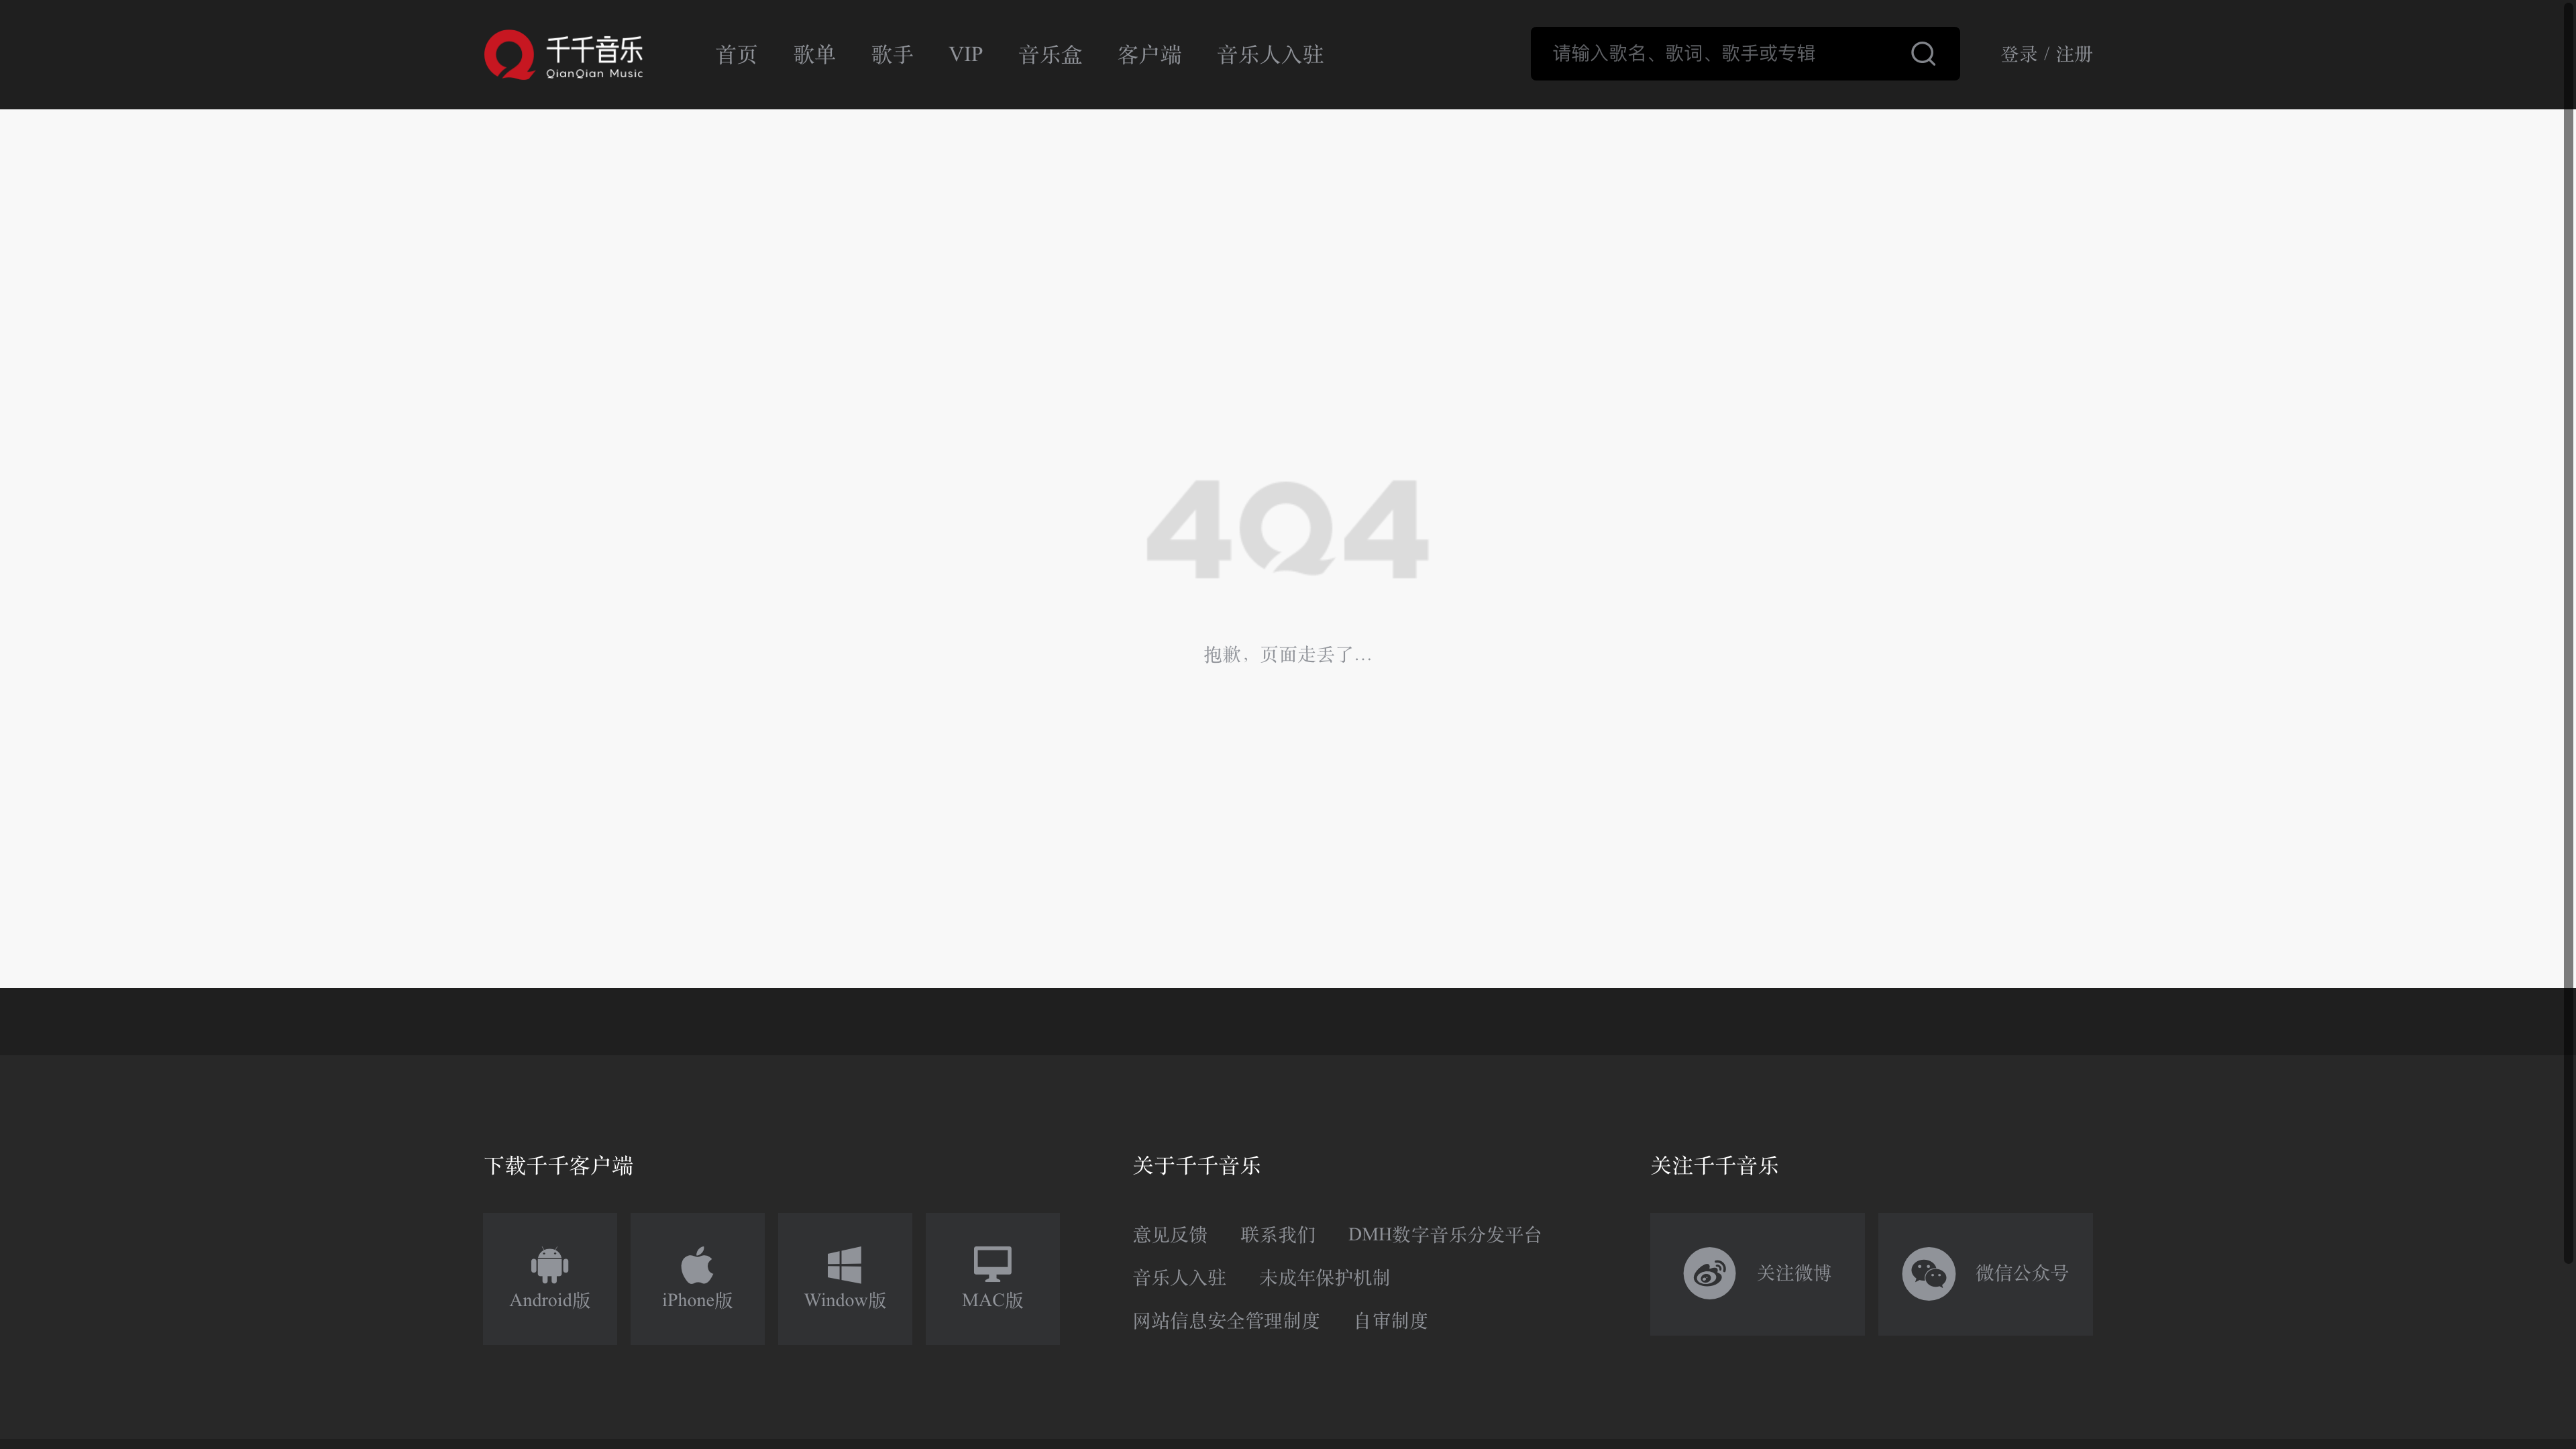 千千音乐
QianQian Music
首页 歌单 歌手 VIP 音乐盒 客户端 音乐人入驻
请输入歌名、歌词、歌手或专辑
登录 / 注册
404
抱歉，页面走丢了...
下载千千客户端
Android版 iPhone版 Window版 MAC版
关于千千音乐
意见反馈 联系我们 DMH数字音乐分发平台
音乐人入驻 未成年保护机制
网站信息安全管理制度 自审制度
关注千千音乐
关注微博 微信公众号